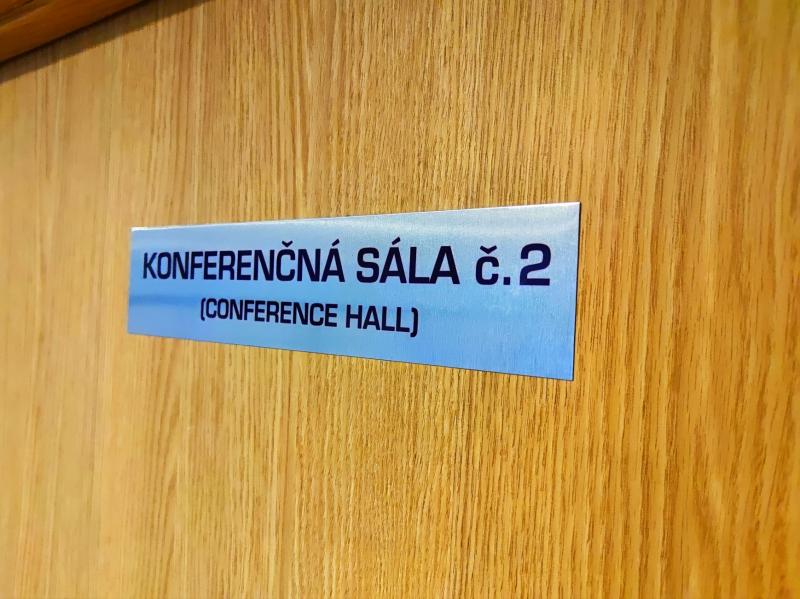 KONFERENČNÁ SÁLA č.2
(CONFERENCE HALL)